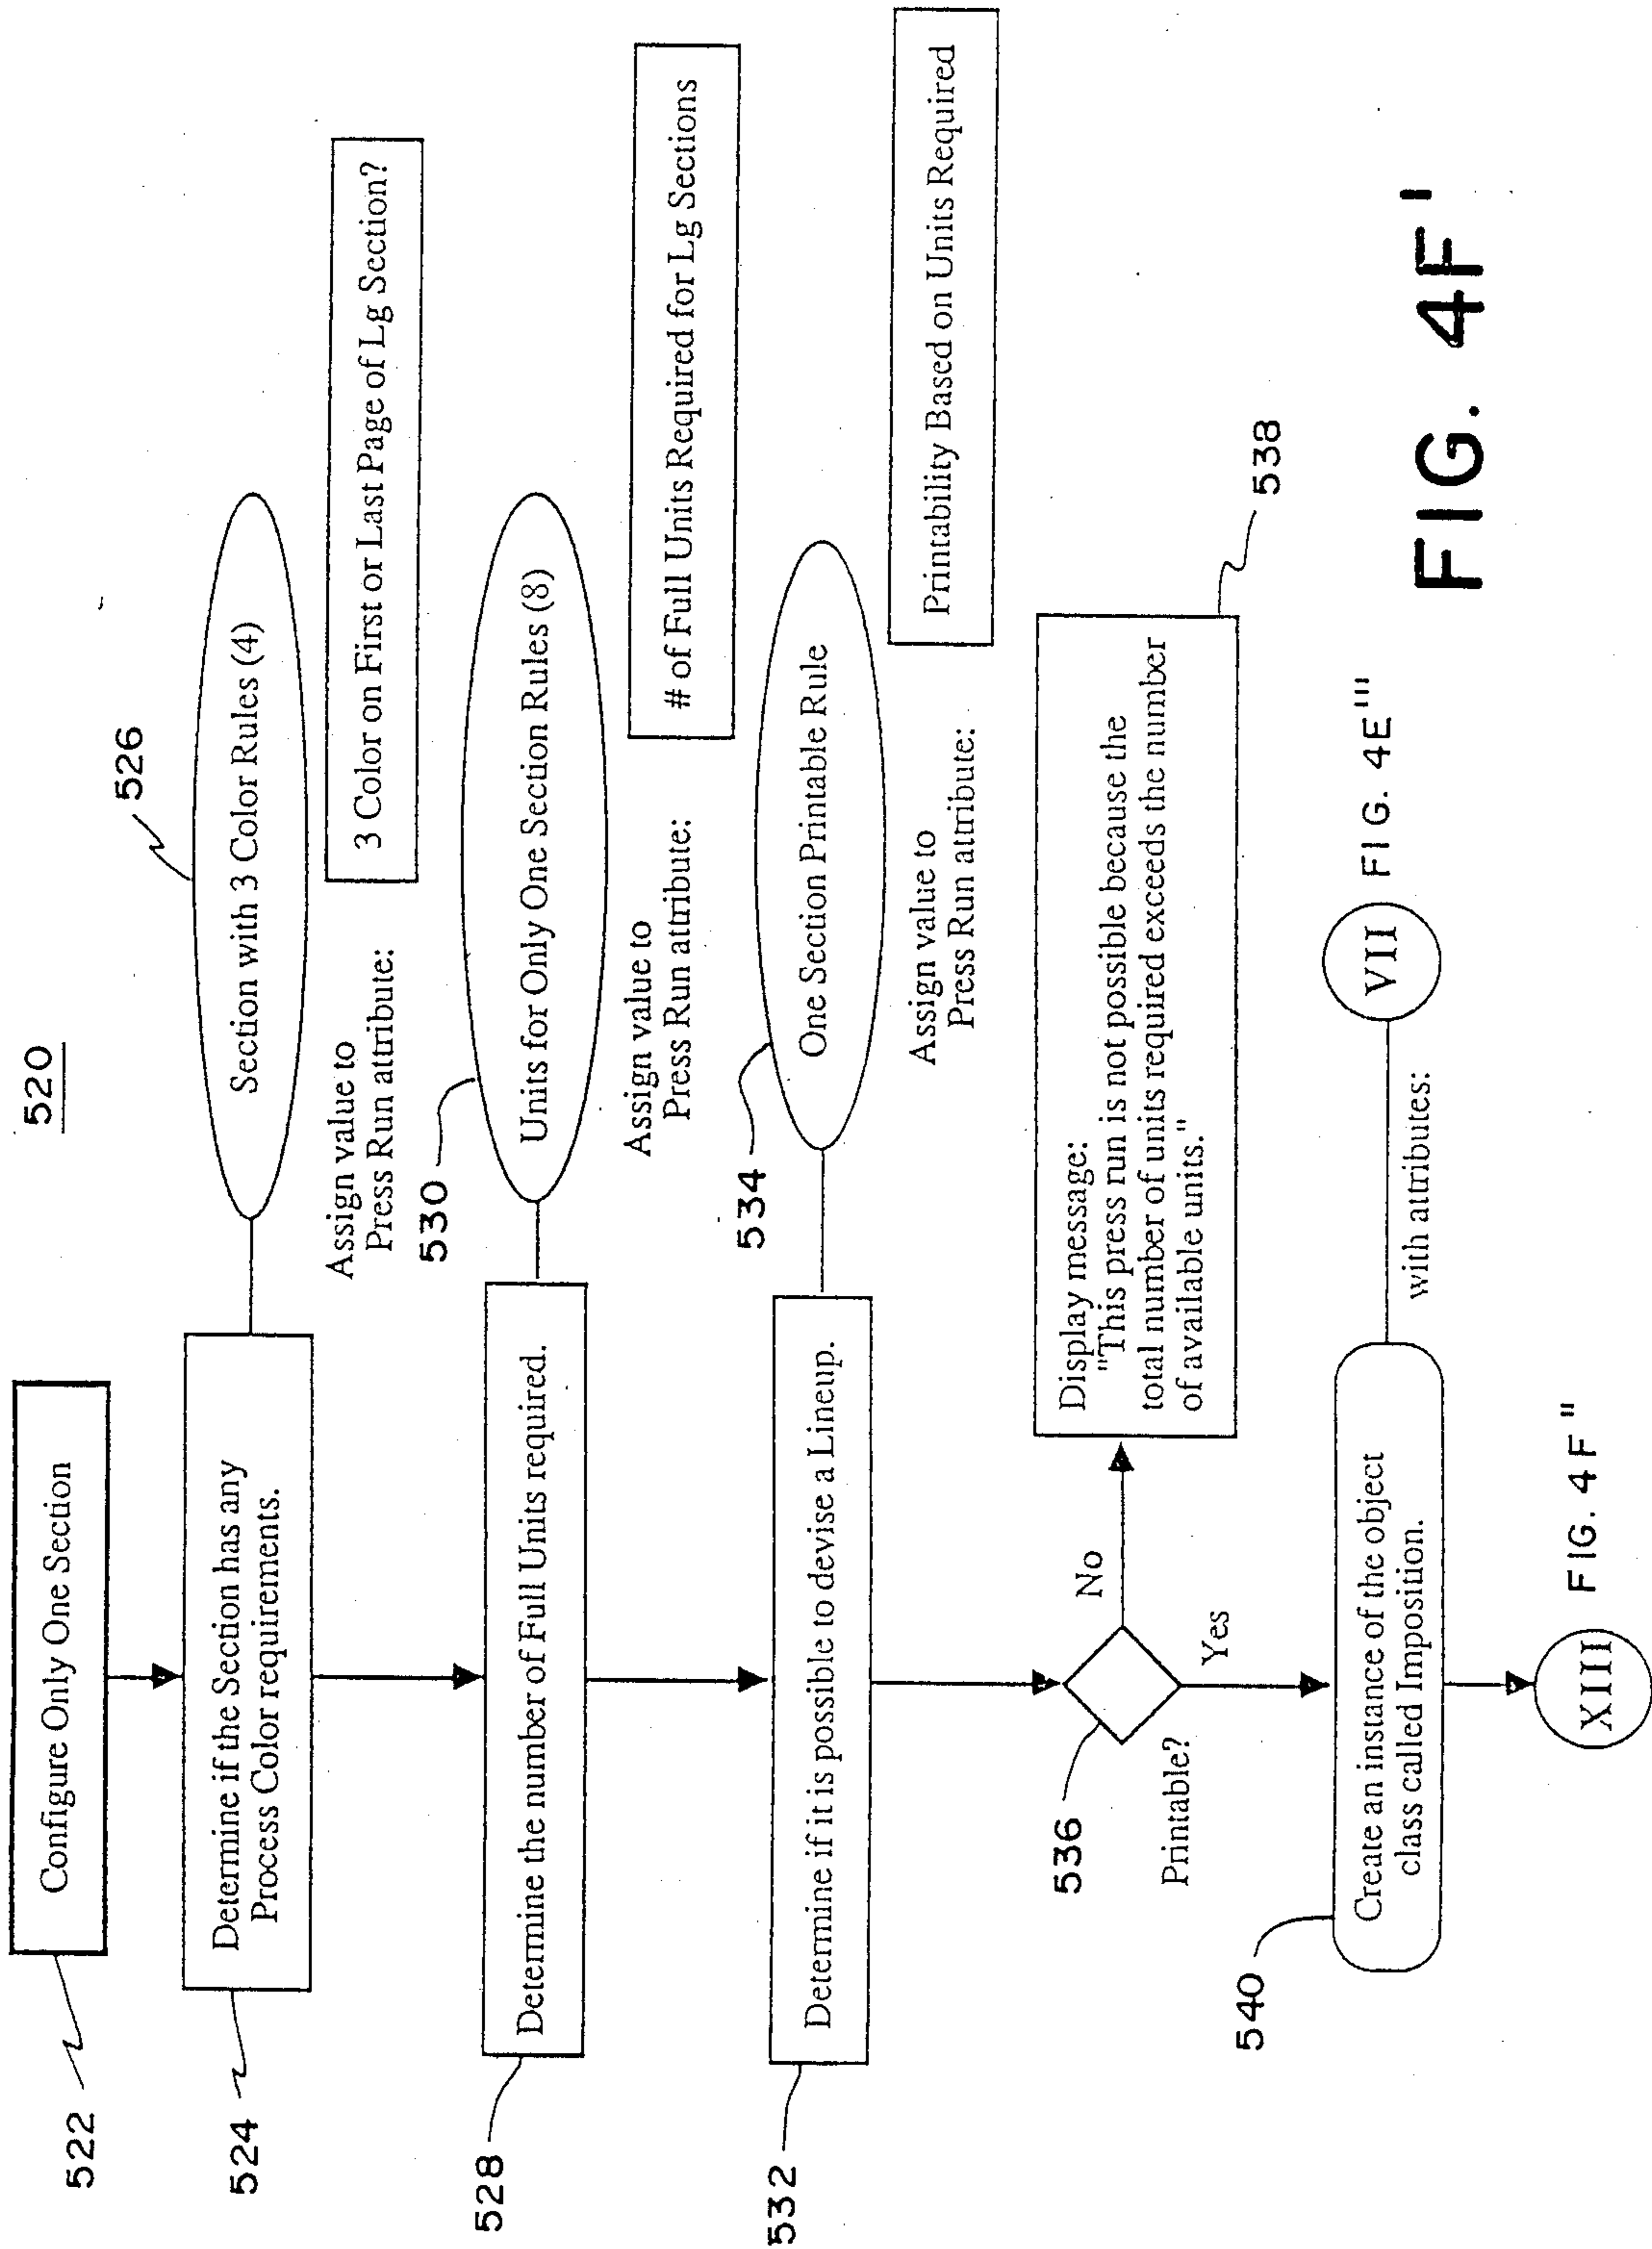 520
522
Configure Only One Section
524
Determine if the Section has any
Process Color requirements.
526
Section with 3 Color Rules (4)
Assign value to
Press Run attribute:
3 Color on First or Last Page of Lg Section?
528
Determine the number of Full Units required.
530
Units for Only One Section Rules (8)
Assign value to
Press Run attribute:
# of Full Units Required for Lg Sections
532
Determine if it is possible to devise a Lineup.
534
One Section Printable Rule
Assign value to
Press Run attribute:
Printability Based on Units Required
536
Printable?
No
Yes
Display message:
"This press run is not possible because the
total number of units required exceeds the number
of available units."
538
540
Create an instance of the object
class called Imposition.
with attributes:
VII FIG. 4E'''
XIII FIG. 4F"
FIG. 4F'